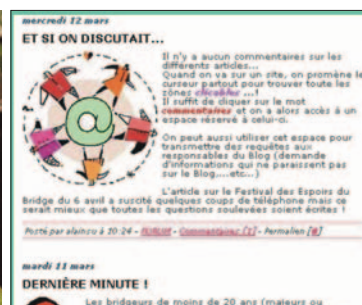 mercredi 12 mars
ET SI ON DISCUTAIT...
Il n'y a aucun commentaires sur les
différents articles...
Quand on va sur un site, on promène le
curseur partout pour trouver toute les
zones clicables ...!
Il suffit de cliquer sur le mot
commentaires et on a alors accès à un
espace réservé à celui-ci.
On peut aussi utiliser cet espace pour
transmettre des requêtes aux
responsables du Blog (demande
d'informations qui ne paraissent pas
sur le Blog,...etc...)
L'article sur le Festival des Espoirs du
Bridge du 6 avril a suscité quelques coups de téléphone mais ce
serait mieux que toutes les questions soulevées soient écrites !
Posté par alainsu à 20:24 - FORUM - Commentaires [1] - Permalien [#]
mardi 11 mars
DERNIÈRE MINUTE !
Les bridgeurs de moins de 20 ans (majeurs ou